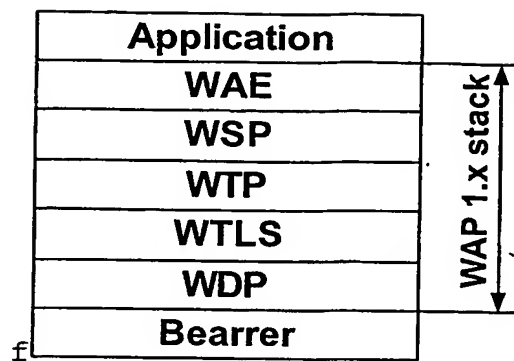 Application
WAE
WSP
WTP
WTLS
WDP
Bearrer
WAP 1.x stack
f